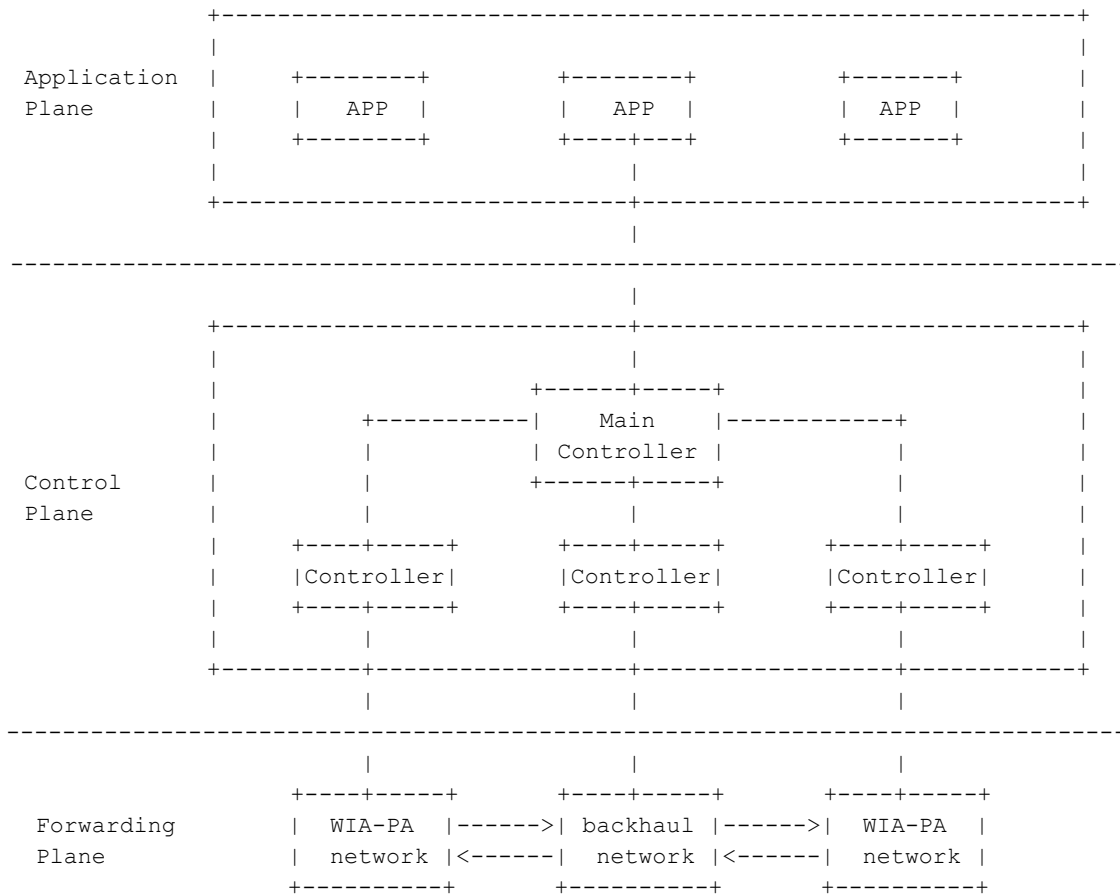 Application
Plane
APP APP APP
Main
Controller
Control
Plane
Controller Controller Controller
Forwarding WIA-PA backhaul WIA-PA
Plane network network network